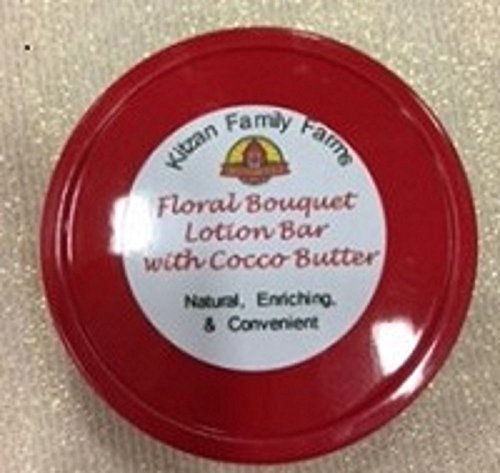 Kitzan Family Farms
Floral Bouquet
Lotion Bar
with Cocco Butter
Natural, Enriching,
& Convenient